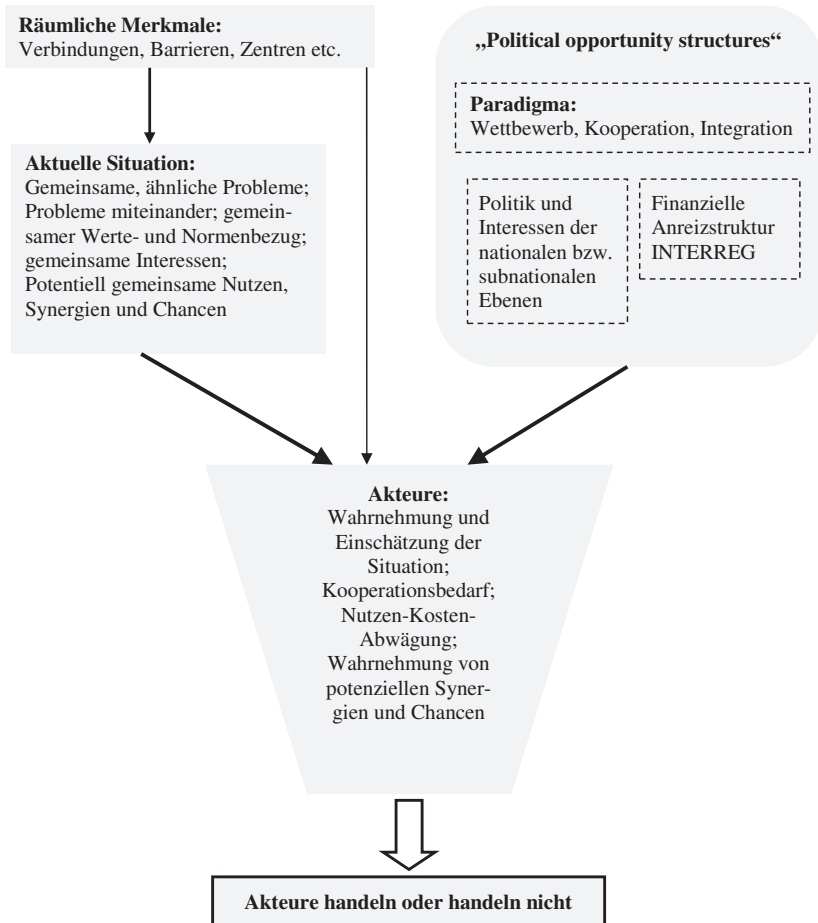 Räumliche Merkmale:
Verbindungen, Barrieren, Zentren etc.
Aktuelle Situation:
Gemeinsame, ähnliche Probleme;
Probleme miteinander; gemein-
samer Werte- und Normenbezug;
gemeinsame Interessen;
Potentiell gemeinsame Nutzen,
Synergien und Chancen
„Political opportunity structures“
Paradigma:
Wettbewerb, Kooperation, Integration
Politik und
Interessen der
nationalen bzw.
subnationalen
Ebenen
Finanzielle
Anreizstruktur
INTERREG
Akteure:
Wahrnehmung und
Einschätzung der
Situation;
Kooperationsbedarf;
Nutzen-Kosten-
Abwägung;
Wahrnehmung von
potenziellen Syner-
gien und Chancen
Akteure handeln oder handeln nicht